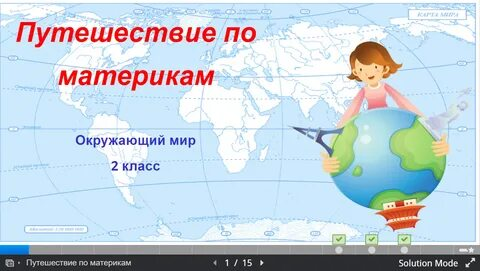 КАРТА МИРА
Путешествие по
материкам
Окружающий мир
2 класс
Путешествие по материкам
1 / 15
Solution Mode